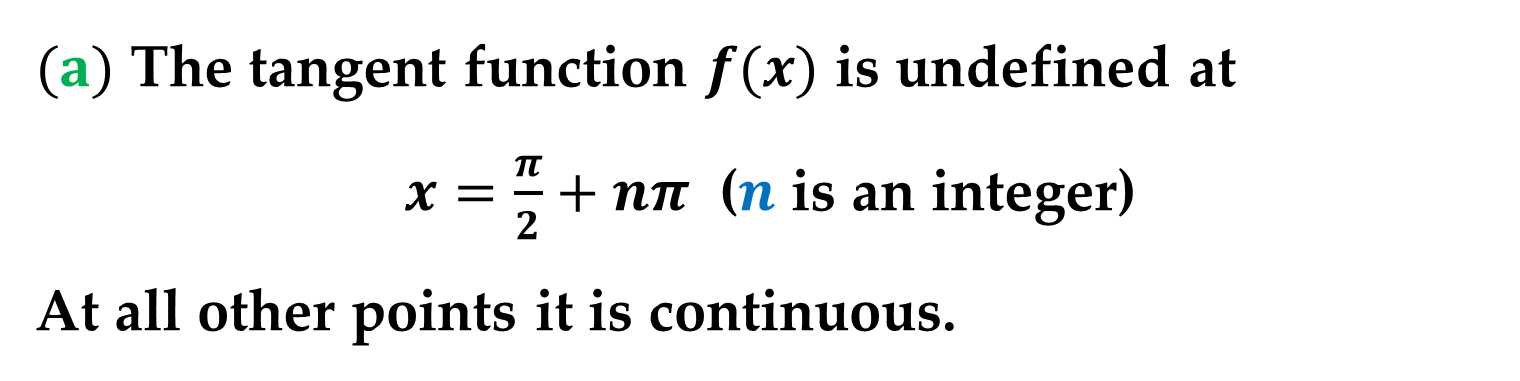 (a) The tangent function f(x) is undefined at
x = π/2 + nπ (n is an integer)
At all other points it is continuous.